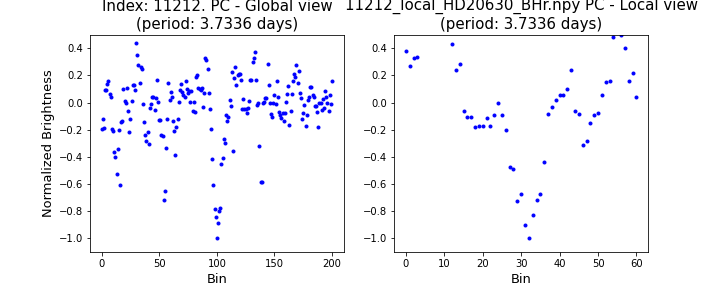 Index: 11212. PC - Global view
(period: 3.7336 days)
11212_local_HD20630_BHr.npy PC - Local view
(period: 3.7336 days)
Normalized Brightness
0.4
0.2
0.0
−0.2
−0.4
−0.6
−0.8
−1.0
0 50 100 150 200
Bin
0.4
0.2
0.0
−0.2
−0.4
−0.6
−0.8
−1.0
0 10 20 30 40 50 60
Bin